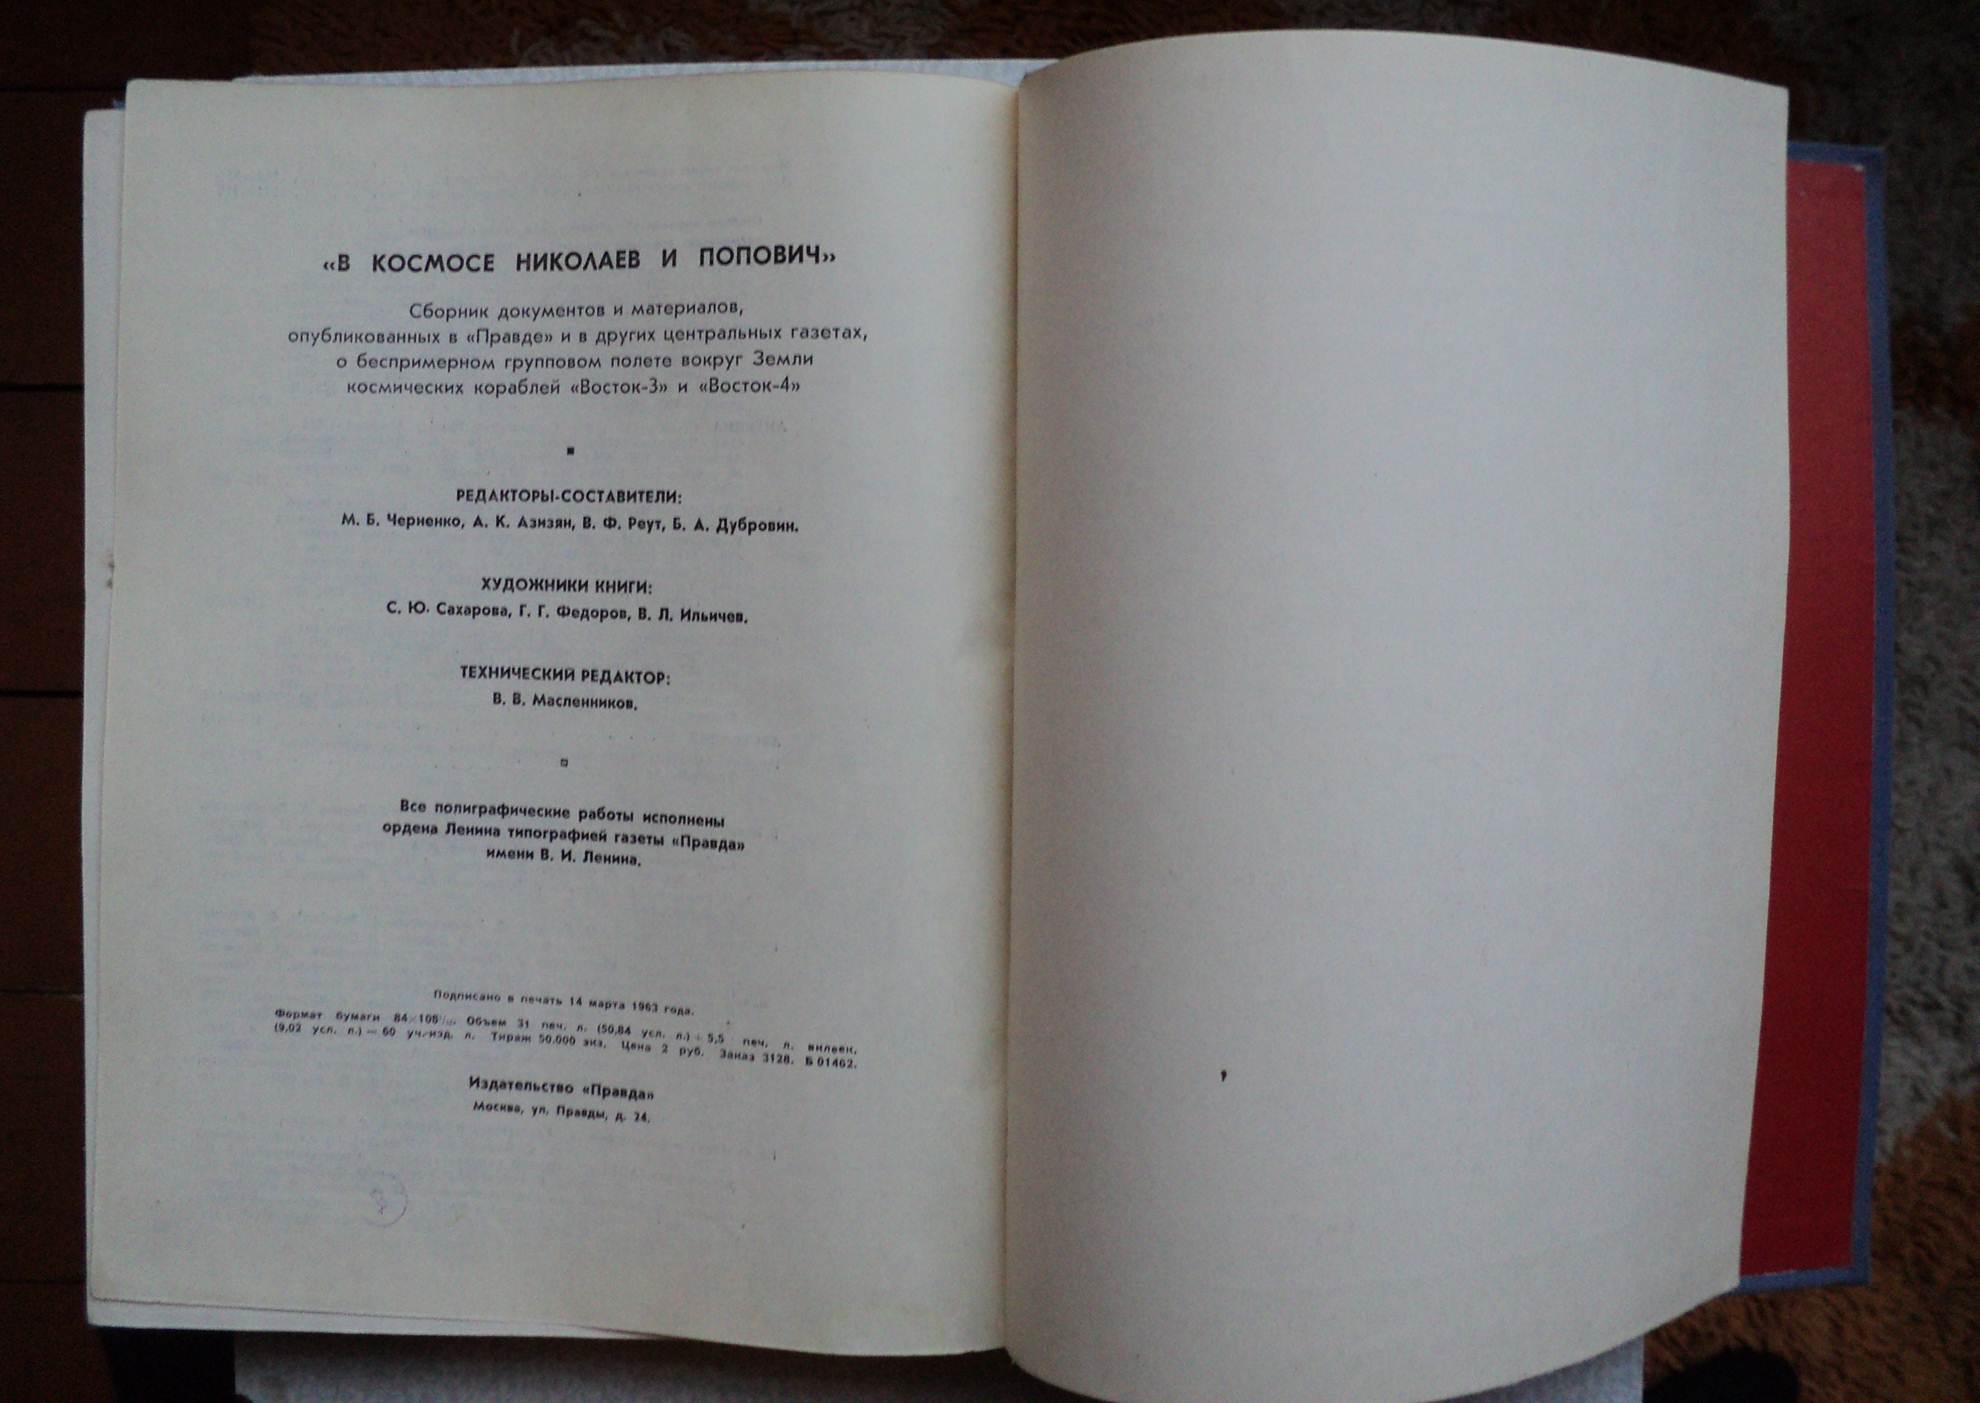 «В КОСМОСЕ НИКОЛАЕВ И ПОПОВИЧ»
Сборник документов и материалов,
опубликованных в «Правде» и в других центральных газетах,
о беспримерном групповом полете вокруг Земли
космических кораблей «Восток-3» и «Восток-4»
РЕДАКТОРЫ-СОСТАВИТЕЛИ:
М. Б. Черненко, А. К. Азизян, В. Ф. Реут, Б. А. Дубровин.
ХУДОЖНИКИ КНИГИ:
С. Ю. Сахарова, Г. Г. Федоров, В. Л. Ильичев.
ТЕХНИЧЕСКИЙ РЕДАКТОР:
В. В. Масленников.
Все полиграфические работы исполнены
ордена Ленина типографией газеты «Правда»
имени В. И. Ленина.
Подписано в печать 14 марта 1963 года.
Формат бумаги 84×108 Объем 31 печ. л. (50,84 усл. л.) + 5,5 печ. л. вклеек.
(9,02 усл. л.) — 60 уч.-изд. л. Тираж 50.000 экз. Цена 2 руб. Заказ 3128. Б 01462.
Издательство «Правда»
Москва, ул. Правды, д. 24.